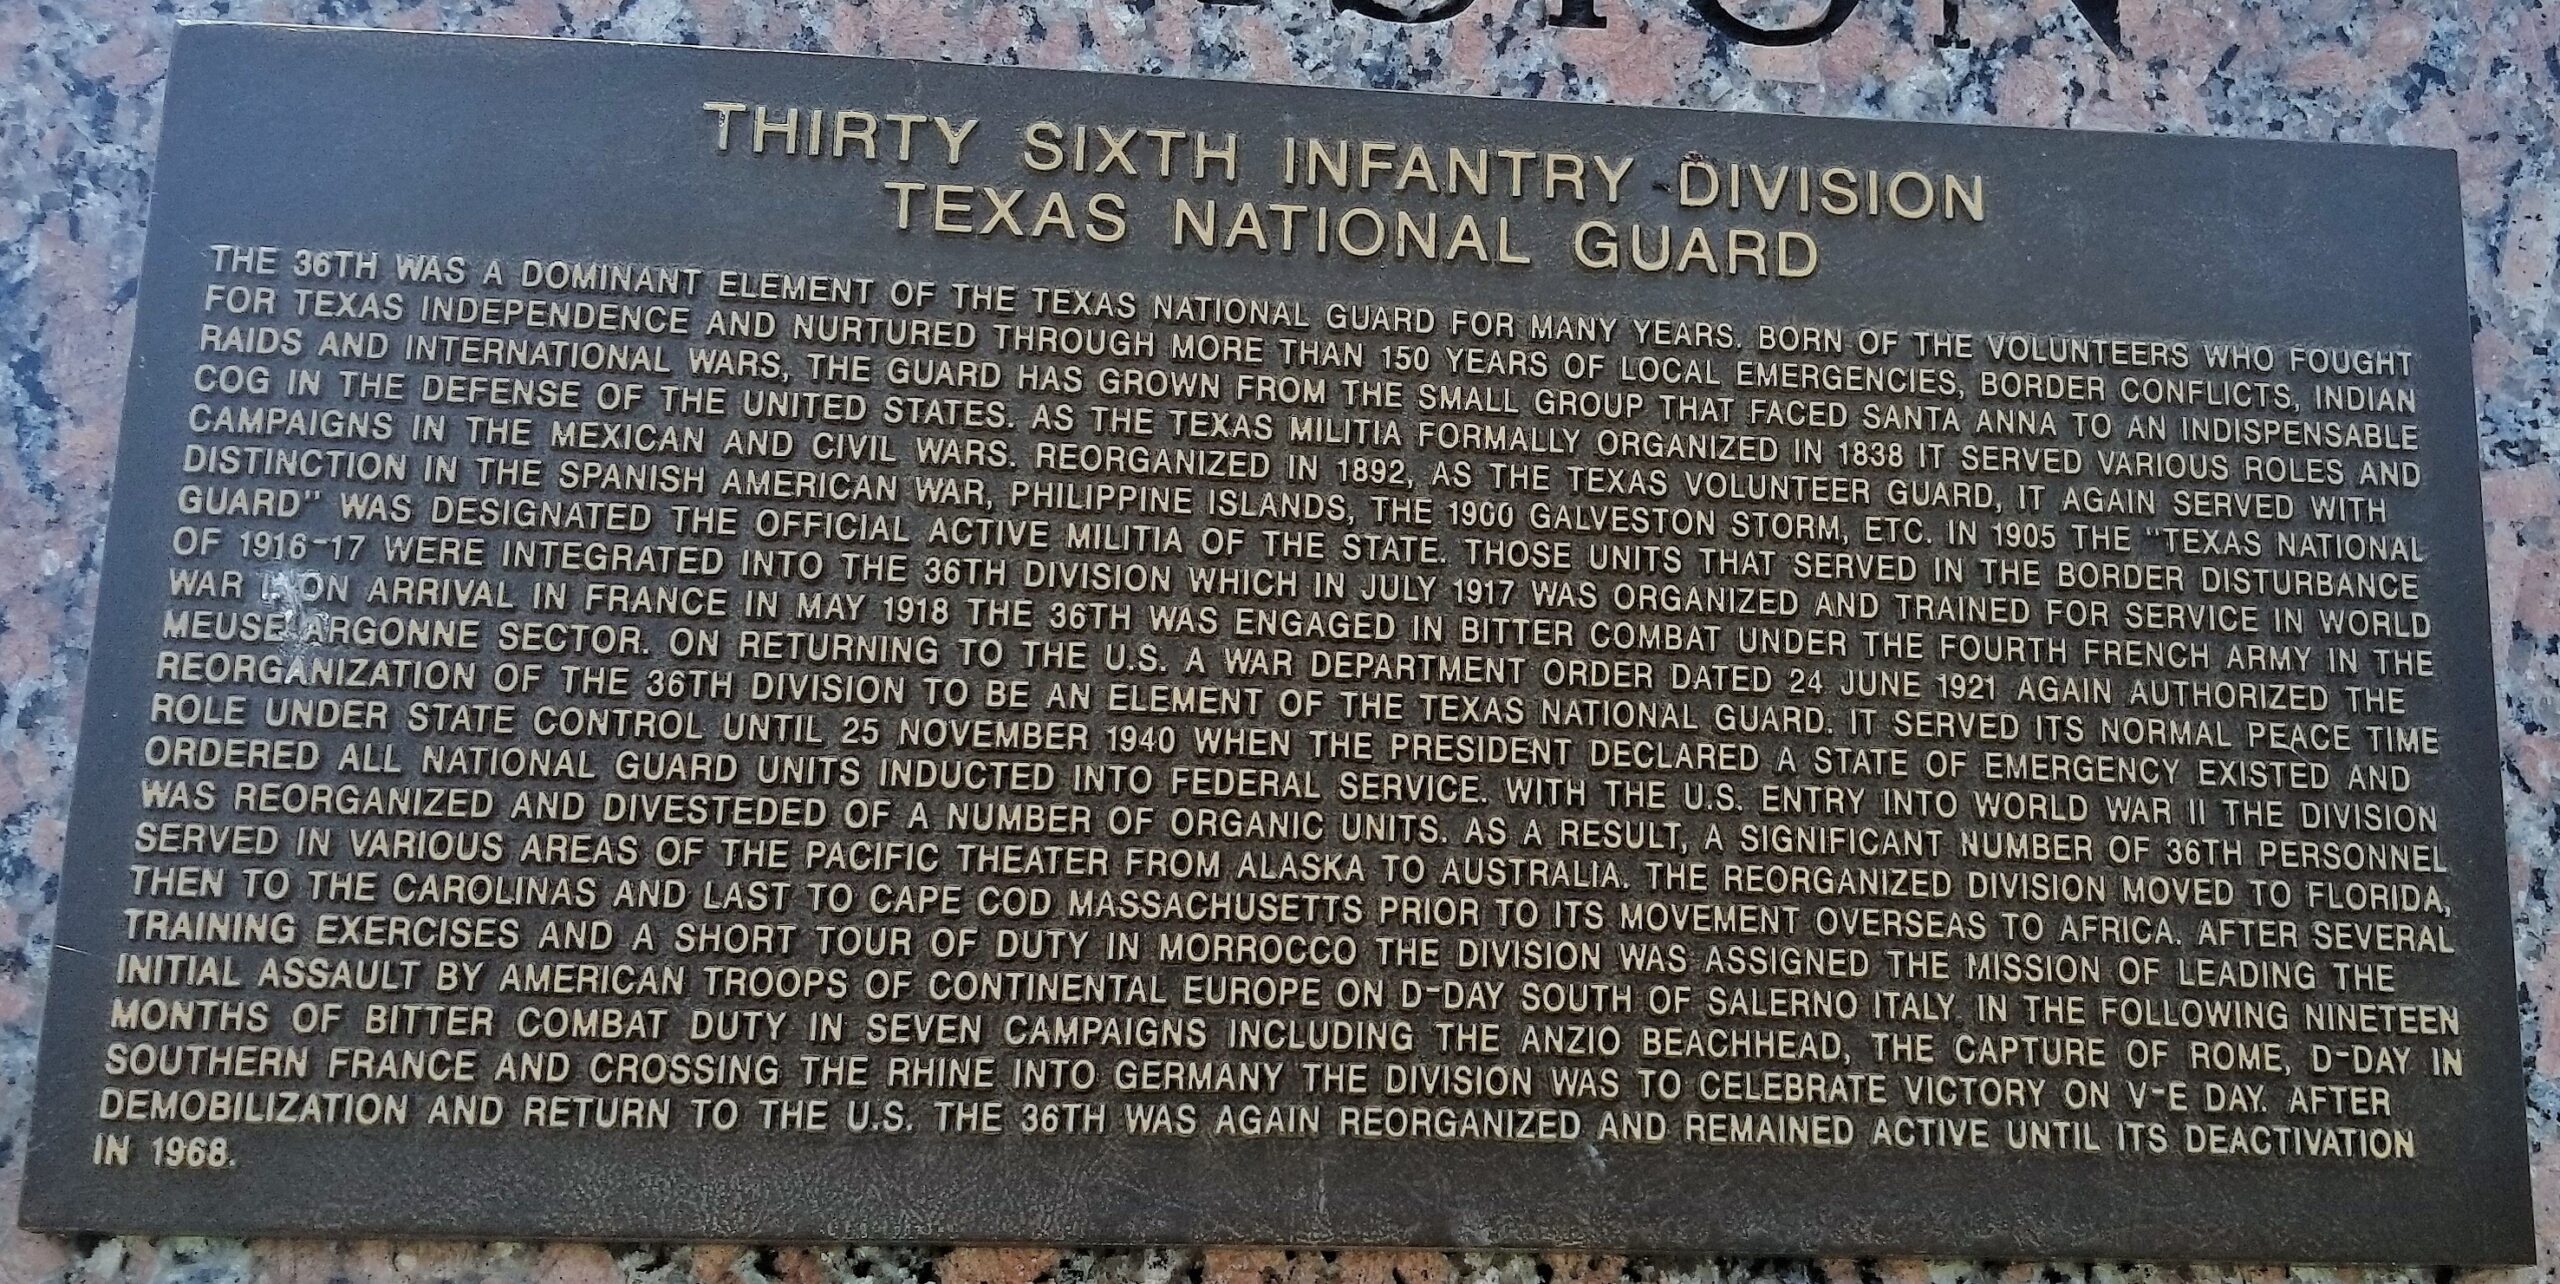 THIRTY SIXTH INFANTRY DIVISION
TEXAS NATIONAL GUARD
THE 36TH WAS A DOMINANT ELEMENT OF THE TEXAS NATIONAL GUARD FOR MANY YEARS. BORN OF THE VOLUNTEERS WHO FOUGHT
FOR TEXAS INDEPENDENCE AND NURTURED THROUGH MORE THAN 150 YEARS OF LOCAL EMERGENCIES, BORDER CONFLICTS, INDIAN
RAIDS AND INTERNATIONAL WARS, THE GUARD HAS GROWN FROM THE SMALL GROUP THAT FACED SANTA ANNA TO AN INDISPENSABLE
COG IN THE DEFENSE OF THE UNITED STATES. AS THE TEXAS MILITIA FORMALLY ORGANIZED IN 1838 IT SERVED VARIOUS ROLES AND
CAMPAIGNS IN THE MEXICAN AND CIVIL WARS. REORGANIZED IN 1892, AS THE TEXAS VOLUNTEER GUARD, IT AGAIN SERVED WITH
DISTINCTION IN THE SPANISH AMERICAN WAR, PHILIPPINE ISLANDS, THE 1900 GALVESTON STORM, ETC. IN 1905 THE "TEXAS NATIONAL
GUARD" WAS DESIGNATED THE OFFICIAL ACTIVE MILITIA OF THE STATE. THOSE UNITS THAT SERVED IN THE BORDER DISTURBANCE
OF 1916-17 WERE INTEGRATED INTO THE 36TH DIVISION WHICH IN JULY 1917 WAS ORGANIZED AND TRAINED FOR SERVICE IN WORLD
WAR I. ON ARRIVAL IN FRANCE IN MAY 1918 THE 36TH WAS ENGAGED IN BITTER COMBAT UNDER THE FOURTH FRENCH ARMY IN THE
MEUSE ARGONNE SECTOR. ON RETURNING TO THE U.S. A WAR DEPARTMENT ORDER DATED 24 JUNE 1921 AGAIN AUTHORIZED THE
REORGANIZATION OF THE 36TH DIVISION TO BE AN ELEMENT OF THE TEXAS NATIONAL GUARD. IT SERVED ITS NORMAL PEACE TIME
ROLE UNDER STATE CONTROL UNTIL 25 NOVEMBER 1940 WHEN THE PRESIDENT DECLARED A STATE OF EMERGENCY EXISTED AND
ORDERED ALL NATIONAL GUARD UNITS INDUCTED INTO FEDERAL SERVICE. WITH THE U.S. ENTRY INTO WORLD WAR II THE DIVISION
WAS REORGANIZED AND DIVESTEDED OF A NUMBER OF ORGANIC UNITS. AS A RESULT, A SIGNIFICANT NUMBER OF 36TH PERSONNEL
SERVED IN VARIOUS AREAS OF THE PACIFIC THEATER FROM ALASKA TO AUSTRALIA. THE REORGANIZED DIVISION MOVED TO FLORIDA,
THEN TO THE CAROLINAS AND LAST TO CAPE COD MASSACHUSETTS PRIOR TO ITS MOVEMENT OVERSEAS TO AFRICA. AFTER SEVERAL
TRAINING EXERCISES AND A SHORT TOUR OF DUTY IN MORROCCO THE DIVISION WAS ASSIGNED THE MISSION OF LEADING THE
INITIAL ASSAULT BY AMERICAN TROOPS OF CONTINENTAL EUROPE ON D-DAY SOUTH OF SALERNO ITALY. IN THE FOLLOWING NINETEEN
MONTHS OF BITTER COMBAT DUTY IN SEVEN CAMPAIGNS INCLUDING THE ANZIO BEACHHEAD, THE CAPTURE OF ROME, D-DAY IN
SOUTHERN FRANCE AND CROSSING THE RHINE INTO GERMANY THE DIVISION WAS TO CELEBRATE VICTORY ON V-E DAY. AFTER
DEMOBILIZATION AND RETURN TO THE U.S. THE 36TH WAS AGAIN REORGANIZED AND REMAINED ACTIVE UNTIL ITS DEACTIVATION
IN 1968.